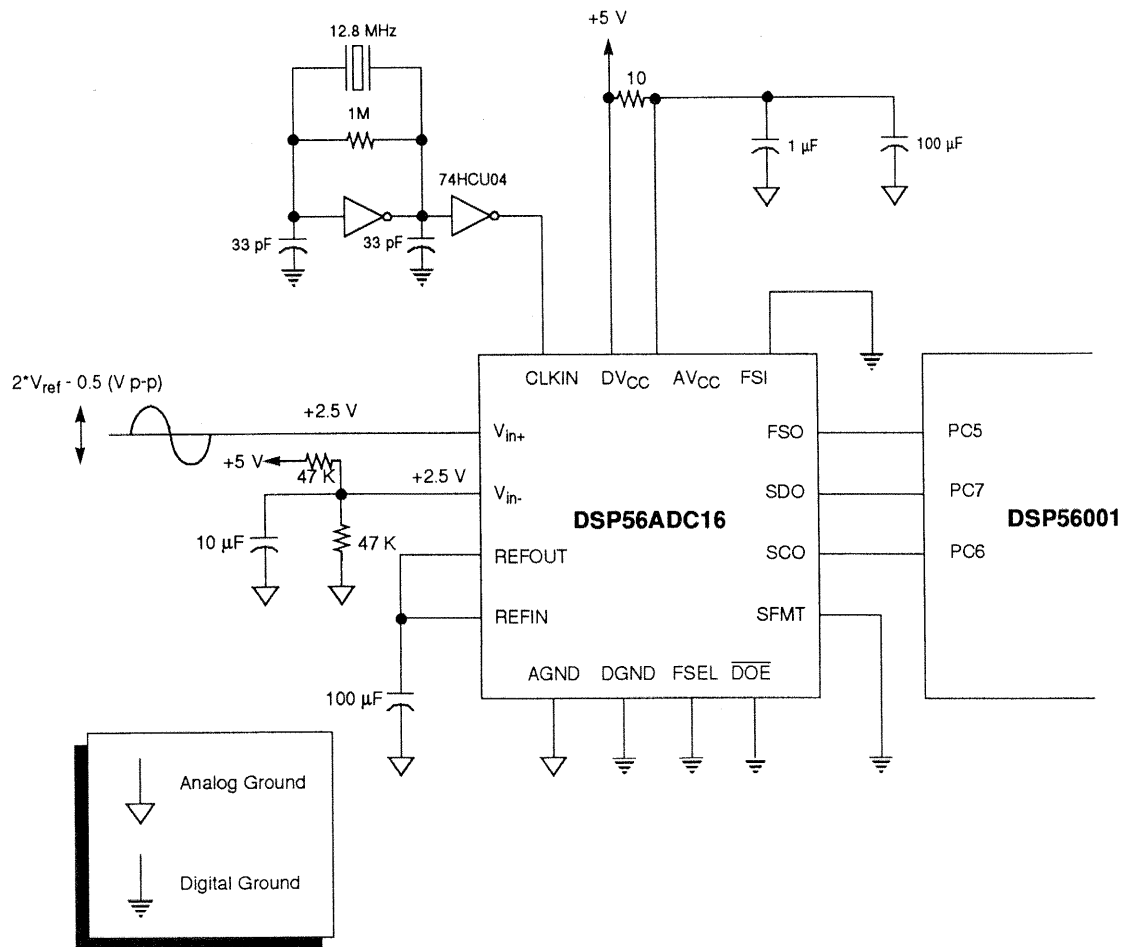 12.8 MHz
1M
74HCU04
33 pF
33 pF
+5 V
10
1 µF
100 µF
2*Vref - 0.5 (V p-p)
+2.5 V
+5 V
47 K
+2.5 V
10 µF
47 K
100 µF
CLKIN DVCC AVCC FSI
Vin+
Vin-
REFOUT
REFIN
DSP56ADC16
FSO
SDO
SCO
SFMT
AGND DGND FSEL DOE
PC5
PC7
PC6
DSP56001
Analog Ground
Digital Ground